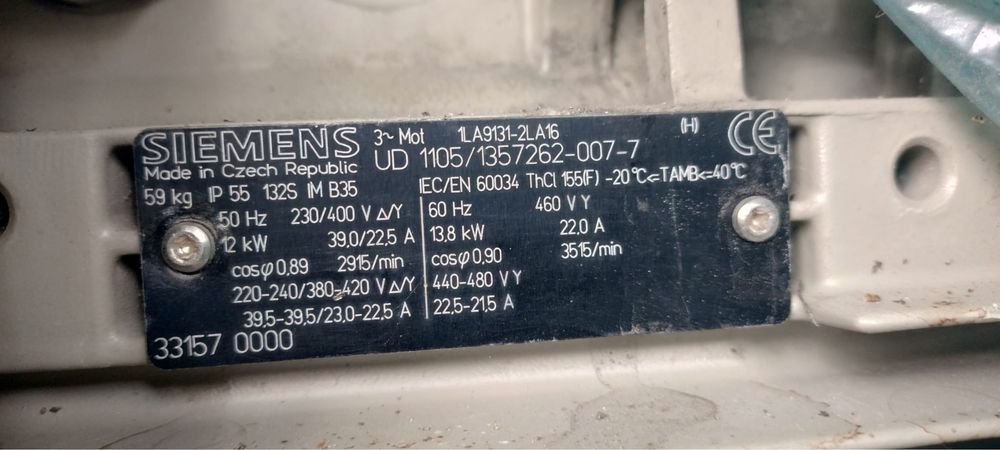 SIEMENS 3~ Mot 1LA9131-2LA16 (H) CE
Made in Czech Republic UD 1105/1357262-007-7
59 kg IP 55 132S IM B35 IEC/EN 60034 ThCl 155(F) -20°C<=TAMB<=40°C
50 Hz 230/400 V Δ/Y
12 kW 39,0/22,5 A
cosφ 0,89 2915/min
220-240/380-420 V Δ/Y
39,5-39,5/23,0-22,5 A
60 Hz 460 V Y
13,8 kW 22,0 A
cosφ 0,90 3515/min
440-480 V Y
22,5-21,5 A
33157 0000